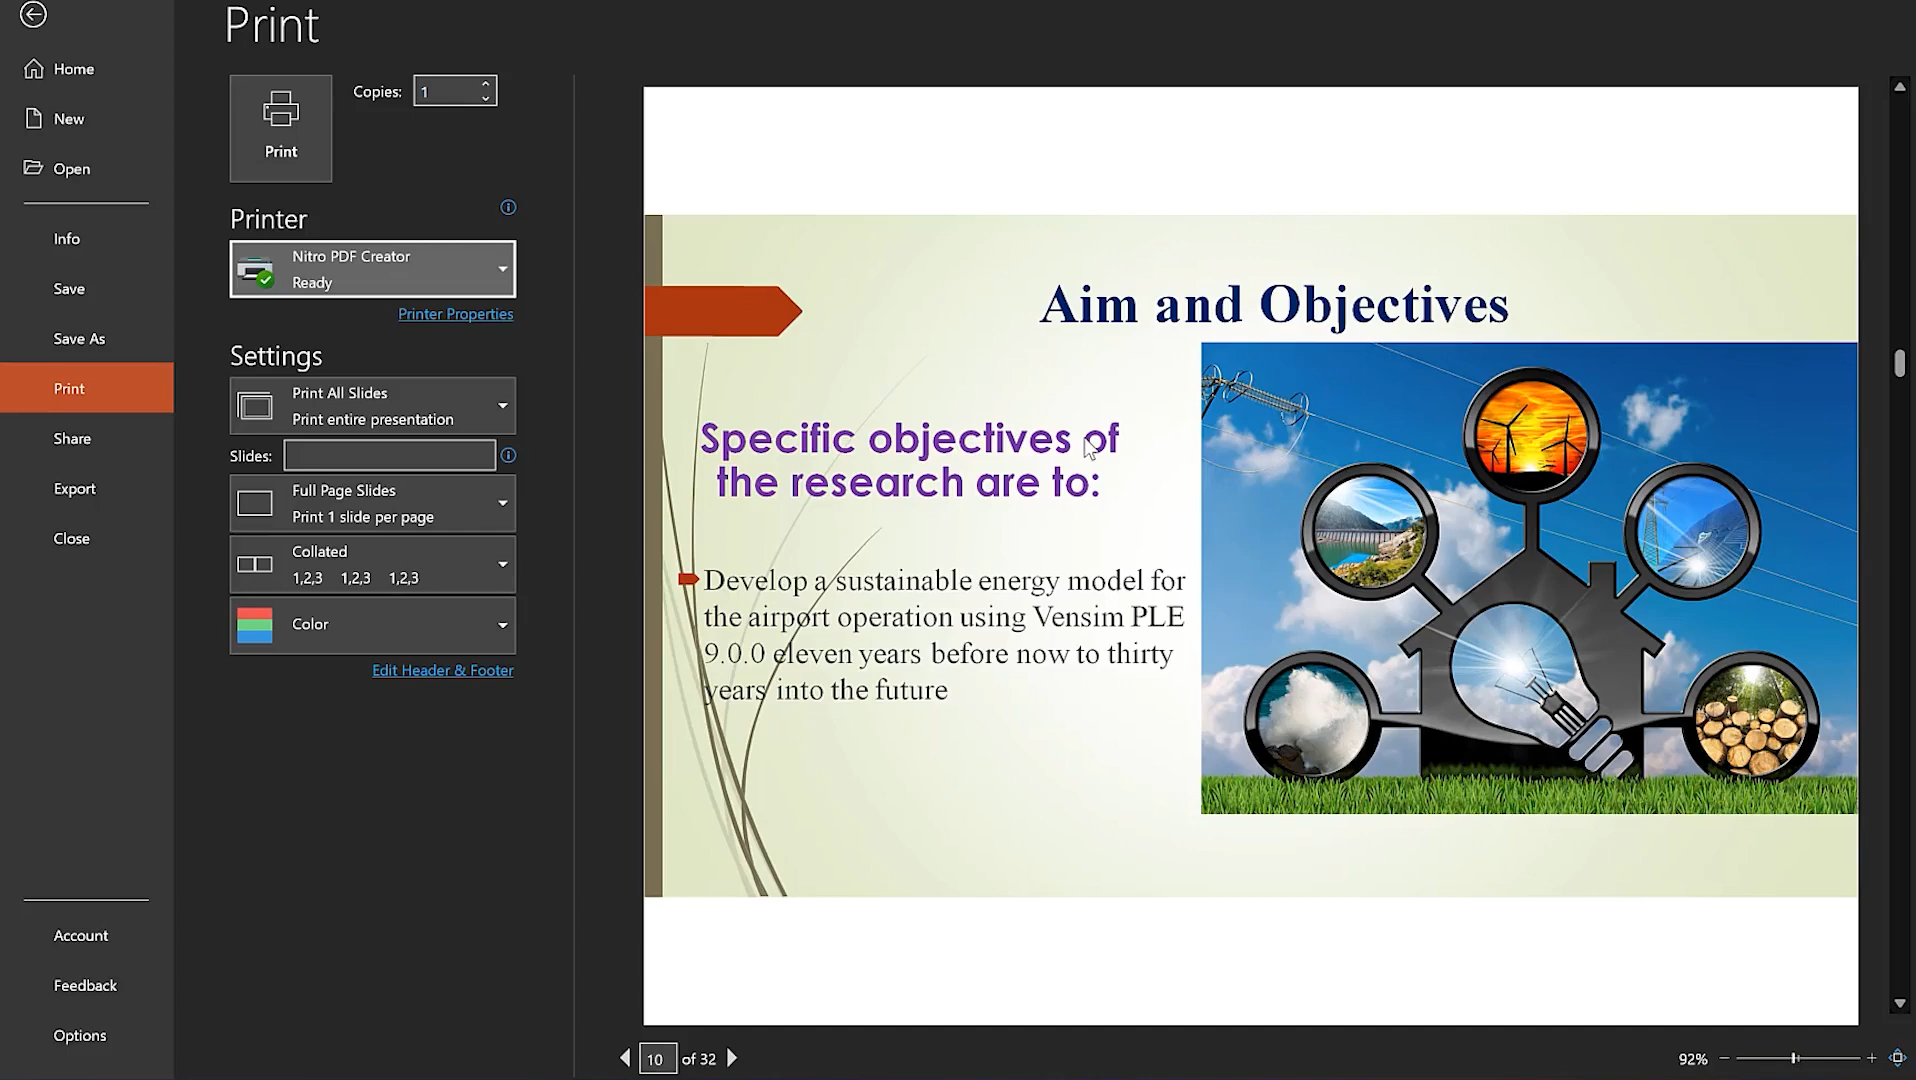 Print
Home
New
Open
Info
Save
Save As
Print
Share
Export
Close
Account
Feedback
Options
Print
Copies: 1
Printer
Nitro PDF Creator
Ready
Printer Properties
Settings
Print All Slides
Print entire presentation
Slides:
Full Page Slides
Print 1 slide per page
Collated
1,2,3 1,2,3 1,2,3
Color
Edit Header & Footer
Aim and Objectives
Specific objectives of
the research are to:
Develop a sustainable energy model for
the airport operation using Vensim PLE
9.0.0 eleven years before now to thirty
years into the future
10 of 32
92%